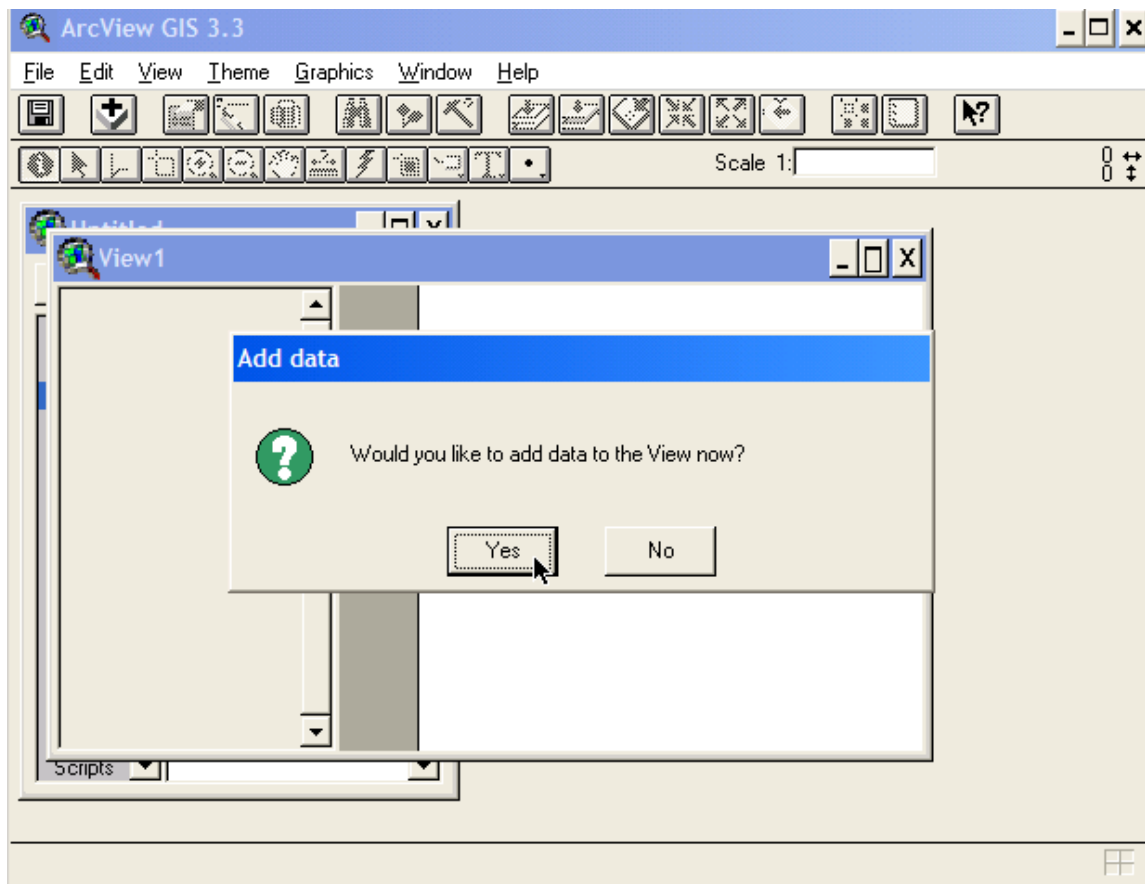 ArcView GIS 3.3
File Edit View Theme Graphics Window Help
Scale 1:
Untitled
View1
Add data
Would you like to add data to the View now?
Yes No
Scripts